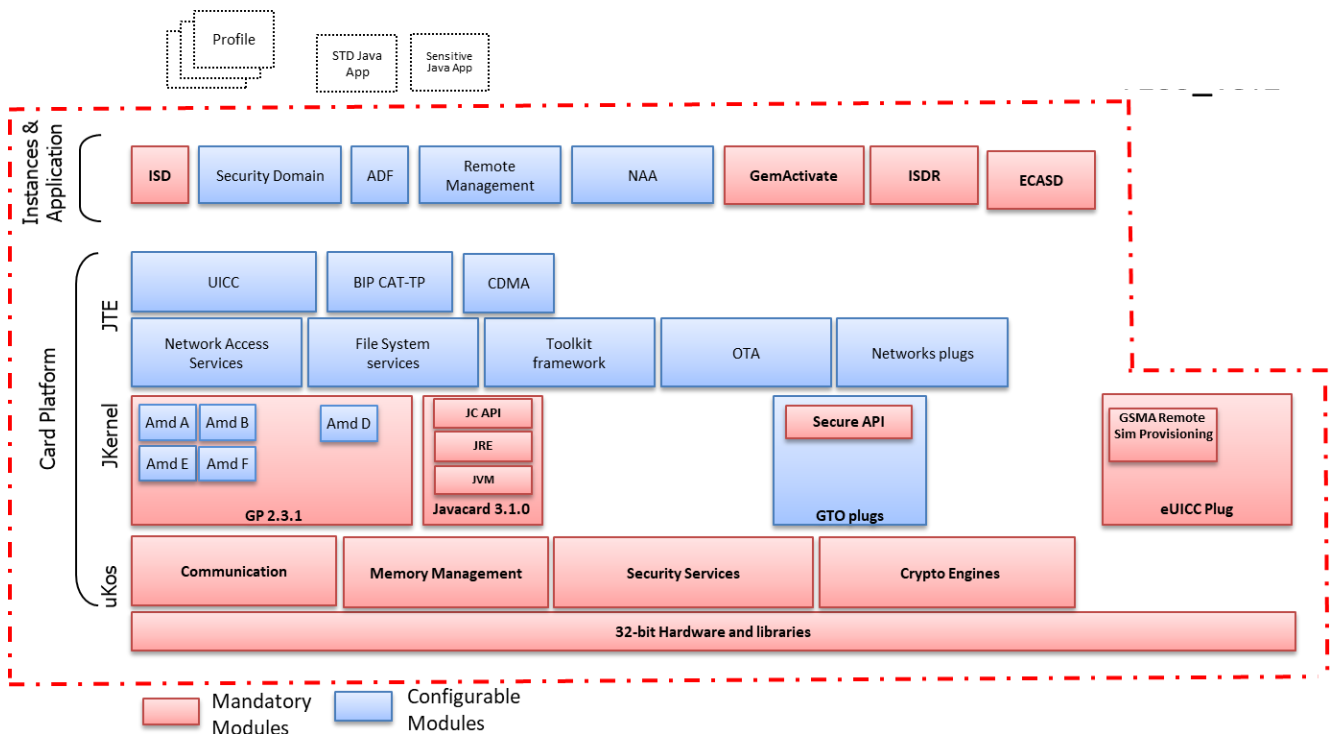 Profile
STD Java
App
Sensitive
Java App
Instances &
Application
ISD
Security Domain
ADF
Remote
Management
NAA
GemActivate
ISDR
ECASD
Card Platform
JTE
UICC
BIP CAT-TP
CDMA
Network Access
Services
File System
services
Toolkit
framework
OTA
Networks plugs
JKernel
Amd A
Amd B
Amd D
Amd E
Amd F
GP 2.3.1
JC API
JRE
JVM
Javacard 3.1.0
Secure API
GTO plugs
GSMA Remote
Sim Provisioning
eUICC Plug
uKos
Communication
Memory Management
Security Services
Crypto Engines
32-bit Hardware and libraries
Mandatory
Modules
Configurable
Modules